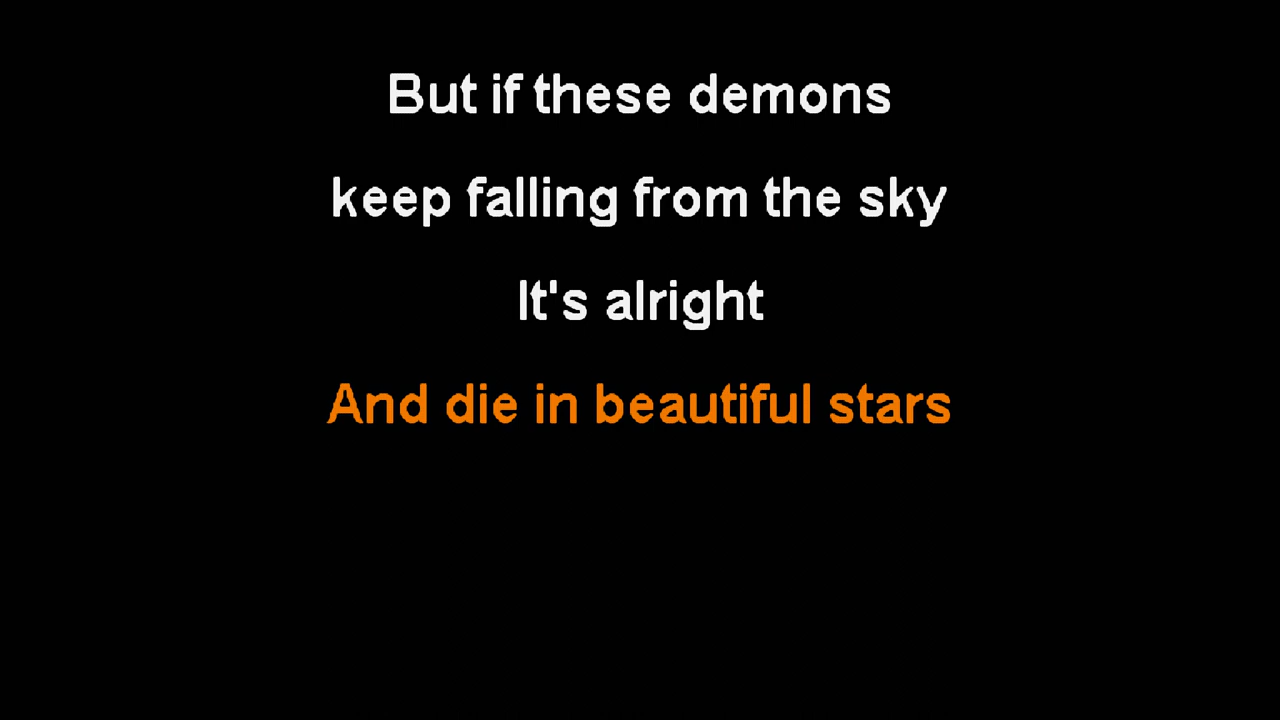 But if these demons
keep falling from the sky
It's alright
And die in beautiful stars